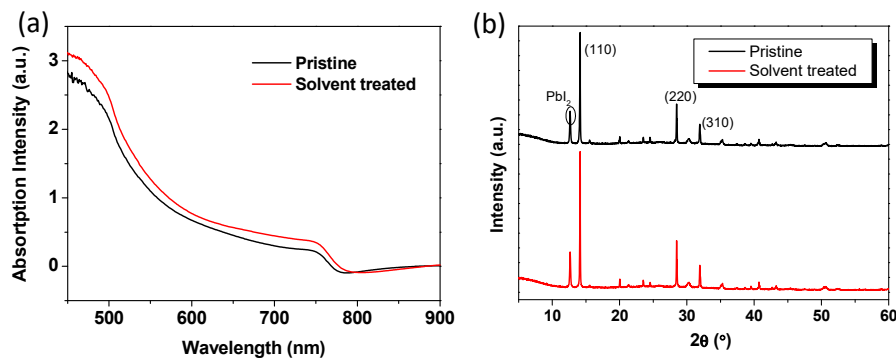 (a)
3
2
1
0
Absortption Intensity (a.u.)
Pristine
Solvent treated
500 600 700 800 900
Wavelength (nm)
(b)
Pristine
Solvent treated
(110)
PbI₂
(220)
(310)
Intensity (a.u.)
10 20 30 40 50 60
2θ (°)